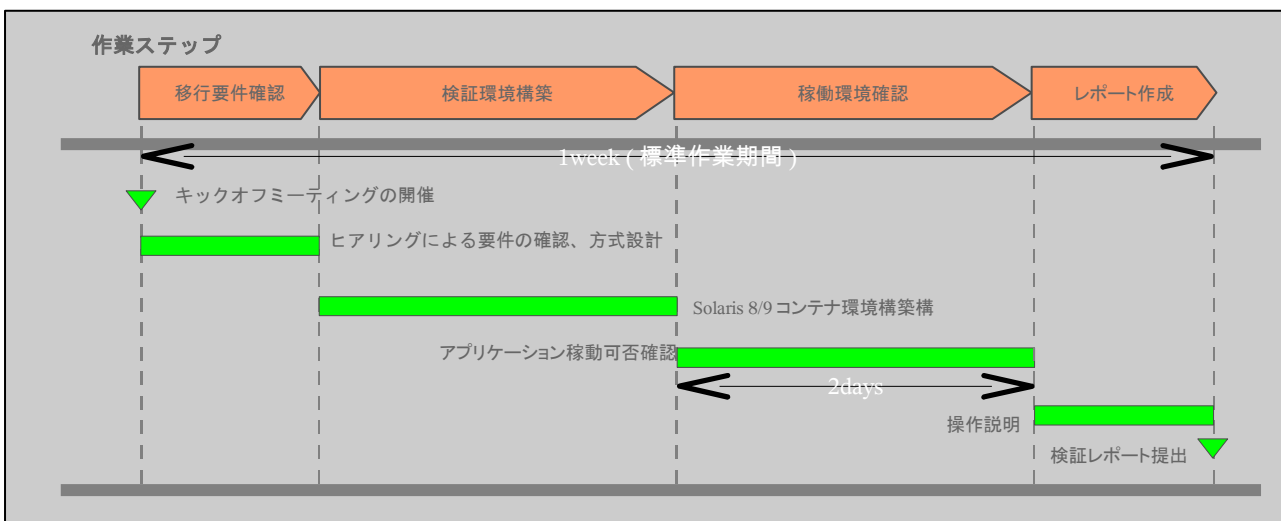 作業ステップ
移行要件確認
検証環境構築
稼働環境確認
レポート作成
1week ( 標準作業期間 )
キックオフミーティングの開催
ヒアリングによる要件の確認、方式設計
Solaris 8/9 コンテナ環境構築構
アプリケーション稼動可否確認
2days
操作説明
検証レポート提出